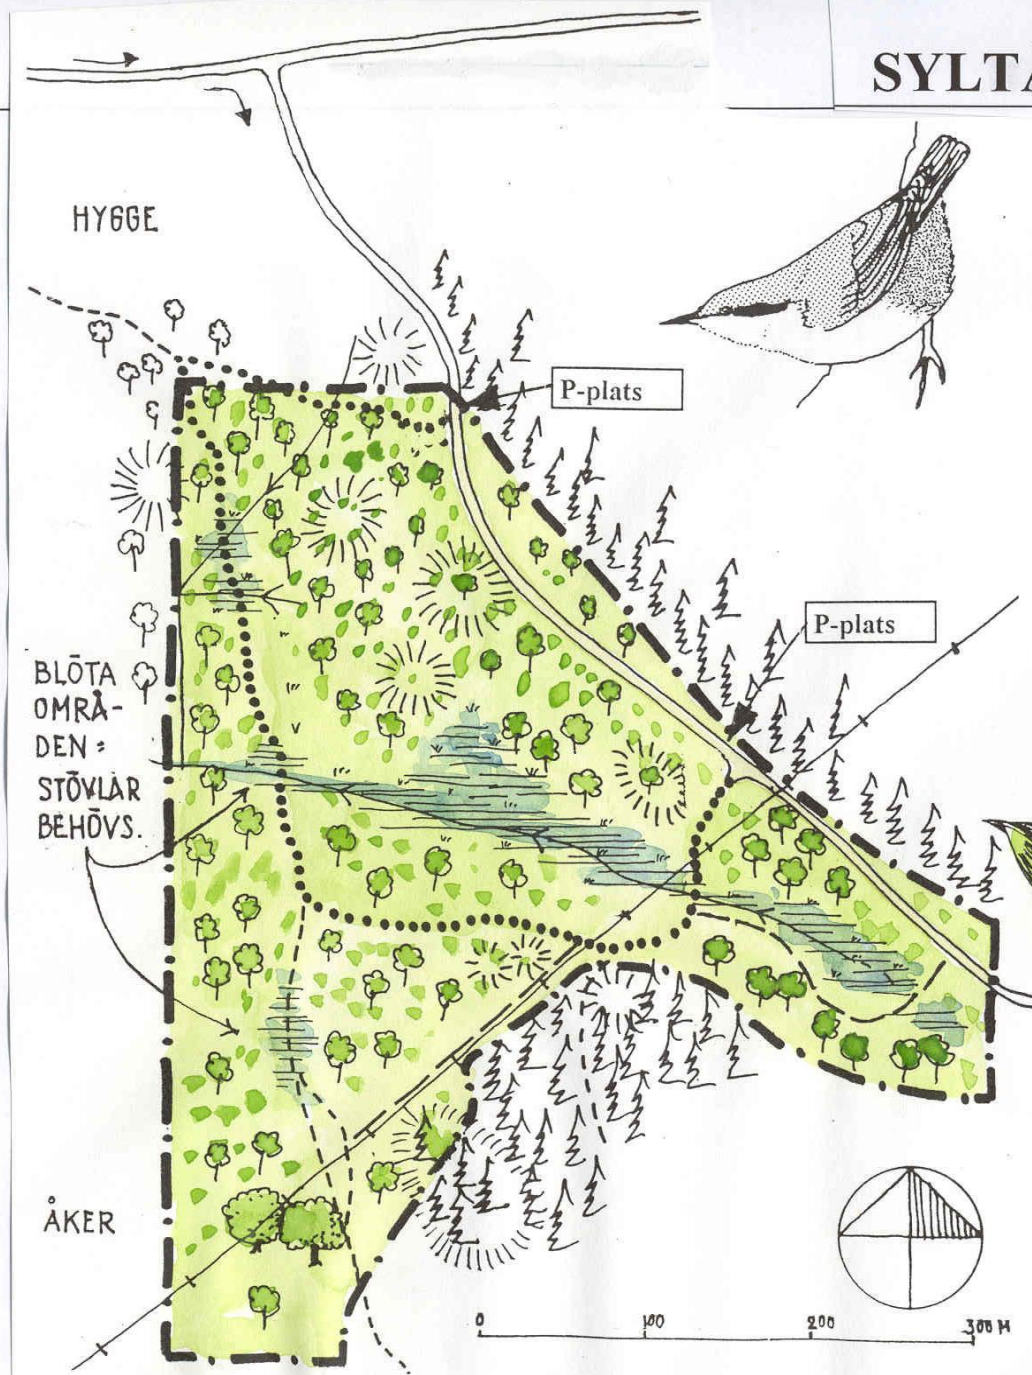 SYLTA
HYGGE
P-plats
P-plats
BLÖTA
OMRÅ-
DEN:
STÖVLAR
BEHÖVS.
ÅKER
0 100 200 300 M